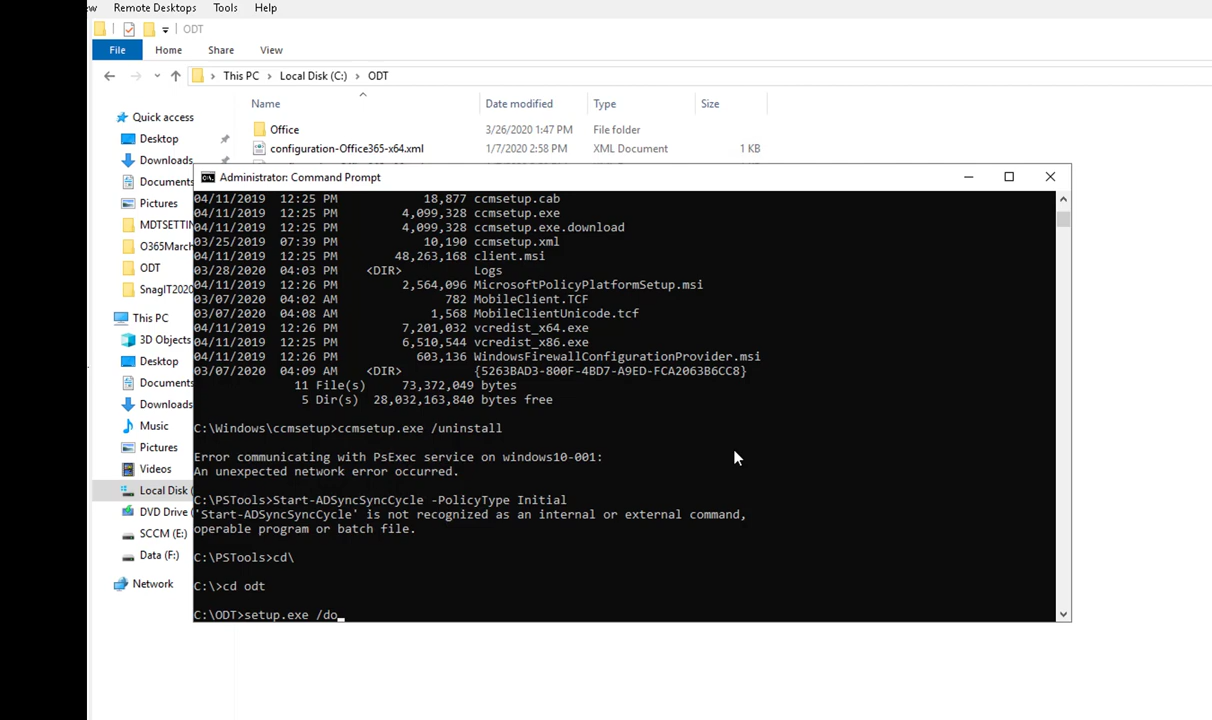 ew Remote Desktops Tools Help
ODT
File Home Share View
This PC > Local Disk (C:) > ODT
Name Date modified Type Size
Quick access
Desktop
Downloads
Documents
Pictures
MDTSETTIN
O365March
ODT
SnagIT2020
This PC
3D Objects
Desktop
Documents
Downloads
Music
Pictures
Videos
Local Disk (
DVD Drive (
SCCM (E:)
Data (F:)
Network
Office 3/26/2020 1:47 PM File folder
configuration-Office365-x64.xml 1/7/2020 2:58 PM XML Document 1 KB
Administrator: Command Prompt
04/11/2019 12:25 PM 18,877 ccmsetup.cab
04/11/2019 12:25 PM 4,099,328 ccmsetup.exe
04/11/2019 12:25 PM 4,099,328 ccmsetup.exe.download
03/25/2019 07:39 PM 10,190 ccmsetup.xml
04/11/2019 12:25 PM 48,263,168 client.msi
03/28/2020 04:03 PM <DIR> Logs
04/11/2019 12:26 PM 2,564,096 MicrosoftPolicyPlatformSetup.msi
03/07/2020 04:02 AM 782 MobileClient.TCF
03/07/2020 04:08 AM 1,568 MobileClientUnicode.tcf
04/11/2019 12:26 PM 7,201,032 vcredist_x64.exe
04/11/2019 12:26 PM 6,510,544 vcredist_x86.exe
04/11/2019 12:26 PM 603,136 WindowsFirewallConfigurationProvider.msi
03/07/2020 04:09 AM <DIR> {5263BAD3-800F-4BD7-A9ED-FCA2063B6CC8}
11 File(s) 73,372,049 bytes
5 Dir(s) 28,032,163,840 bytes free
C:\Windows\ccmsetup>ccmsetup.exe /uninstall
Error communicating with PsExec service on windows10-001:
An unexpected network error occurred.
C:\PSTools>Start-ADSyncSyncCycle -PolicyType Initial
'Start-ADSyncSyncCycle' is not recognized as an internal or external command,
operable program or batch file.
C:\PSTools>cd\
C:\>cd odt
C:\ODT>setup.exe /do